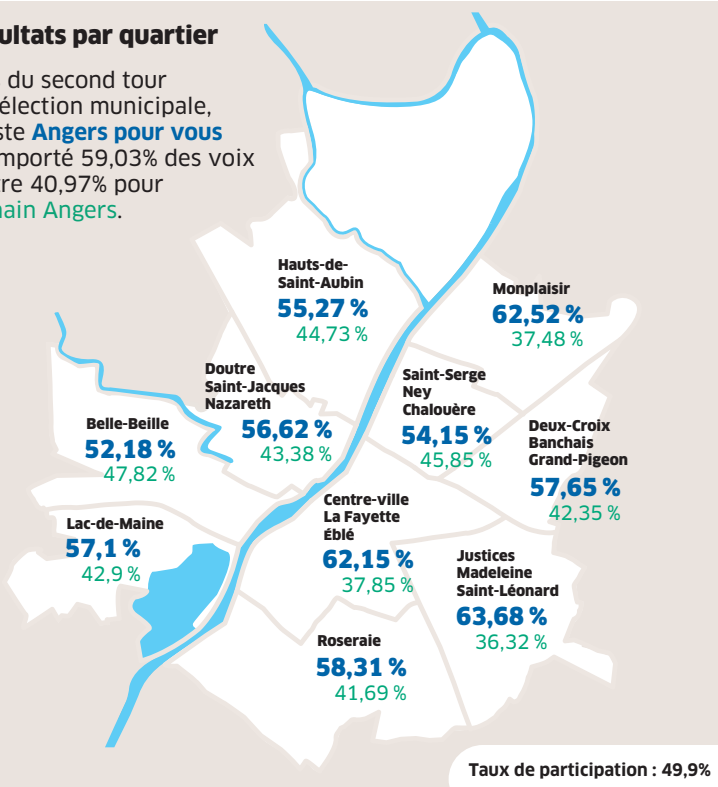 ultats par quartier
du second tour
élection municipale,
ste Angers pour vous
mporté 59,03% des voix
tre 40,97% pour
ain Angers.
Hauts-de-
Saint-Aubin
55,27 %
44,73 %
Monplaisir
62,52 %
37,48 %
Doutre
Saint-Jacques
Nazareth
56,62 %
43,38 %
Saint-Serge
Ney
Chalouère
54,15 %
45,85 %
Belle-Beille
52,18 %
47,82 %
Deux-Croix
Banchais
Grand-Pigeon
57,65 %
42,35 %
Centre-ville
La Fayette
Éblé
62,15 %
37,85 %
Lac-de-Maine
57,1 %
42,9 %
Justices
Madeleine
Saint-Léonard
63,68 %
36,32 %
Roseraie
58,31 %
41,69 %
Taux de participation : 49,9%